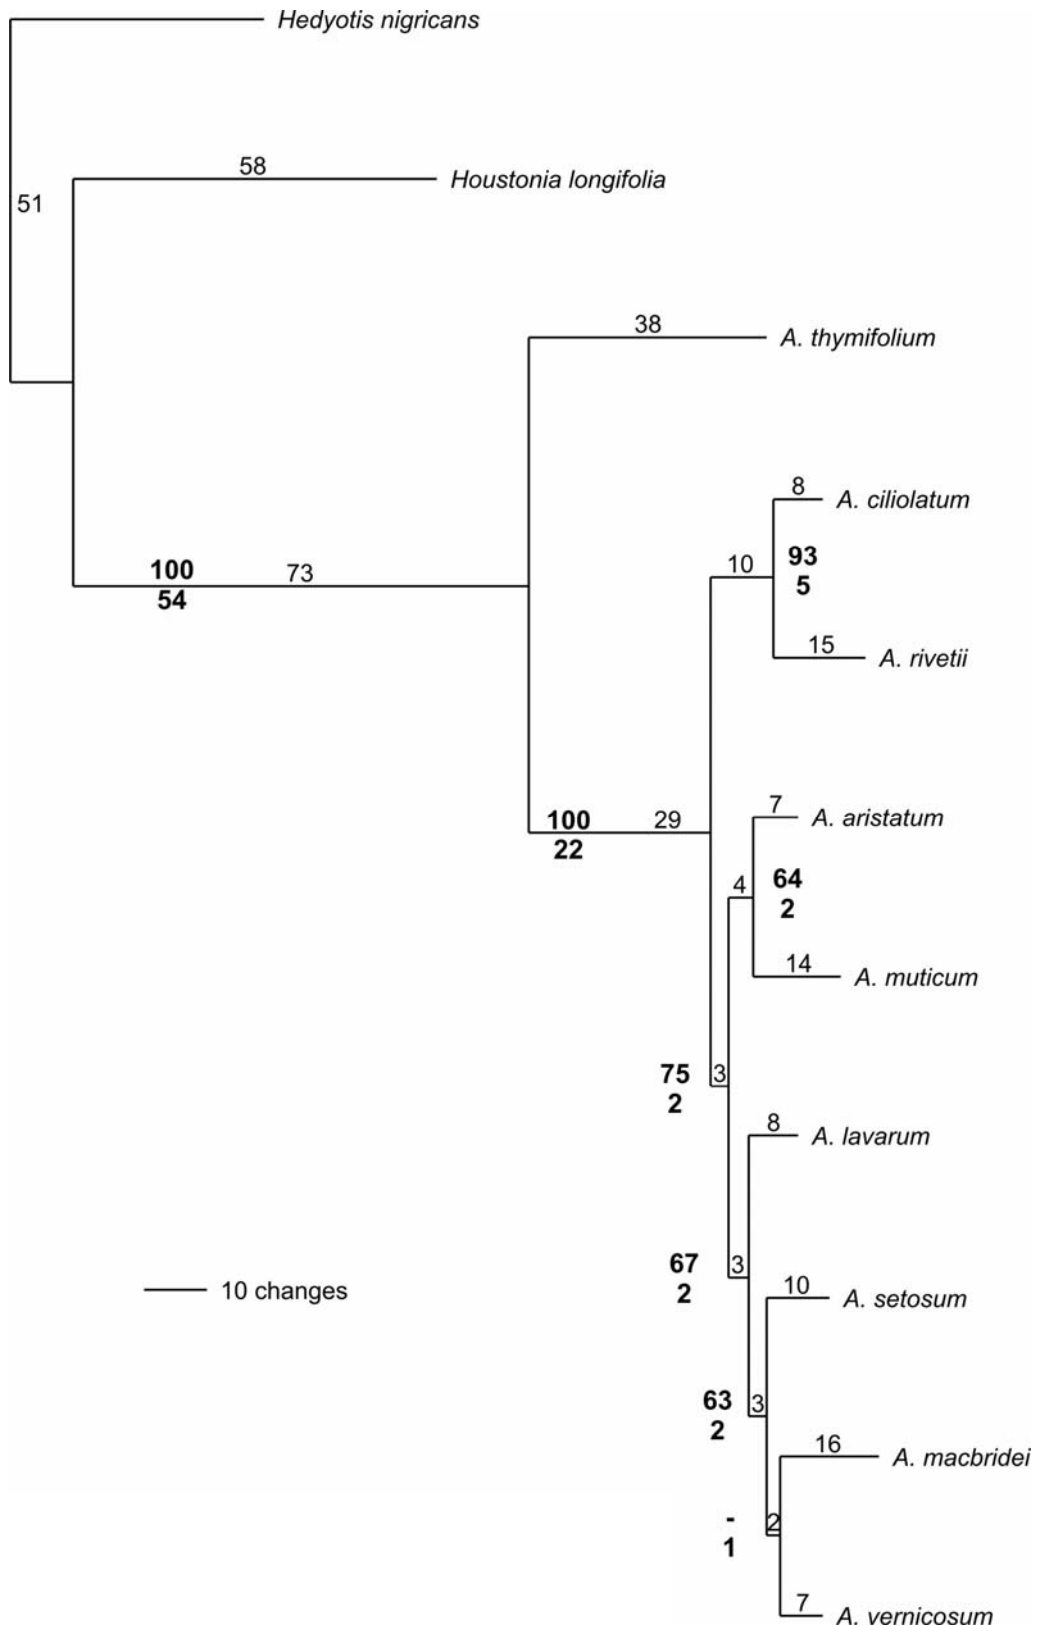 Hedyotis nigricans
58
Houstonia longifolia
51
38
A. thymifolium
8
A. ciliolatum
10
93
5
100
73
54
15
A. rivetii
7
A. aristatum
100
29
22
4
64
2
14
A. muticum
75
3
2
8
A. lavarum
67
3
2
10 changes
10
A. setosum
63
3
2
16
A. macbridei
-
2
1
7
A. vernicosum